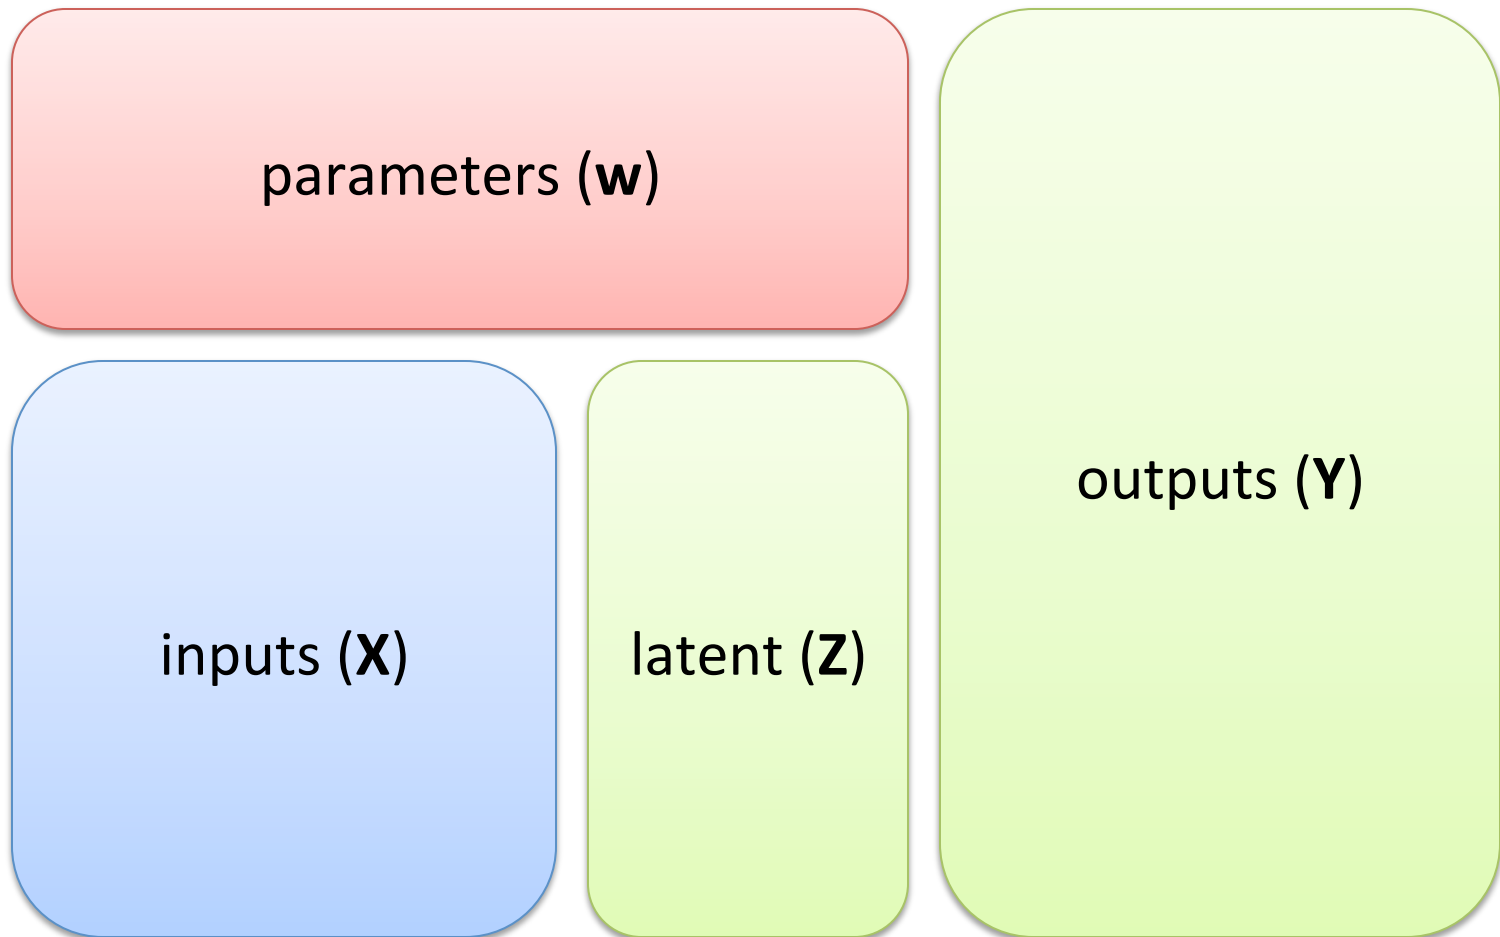 parameters (w)
inputs (X)
latent (Z)
outputs (Y)